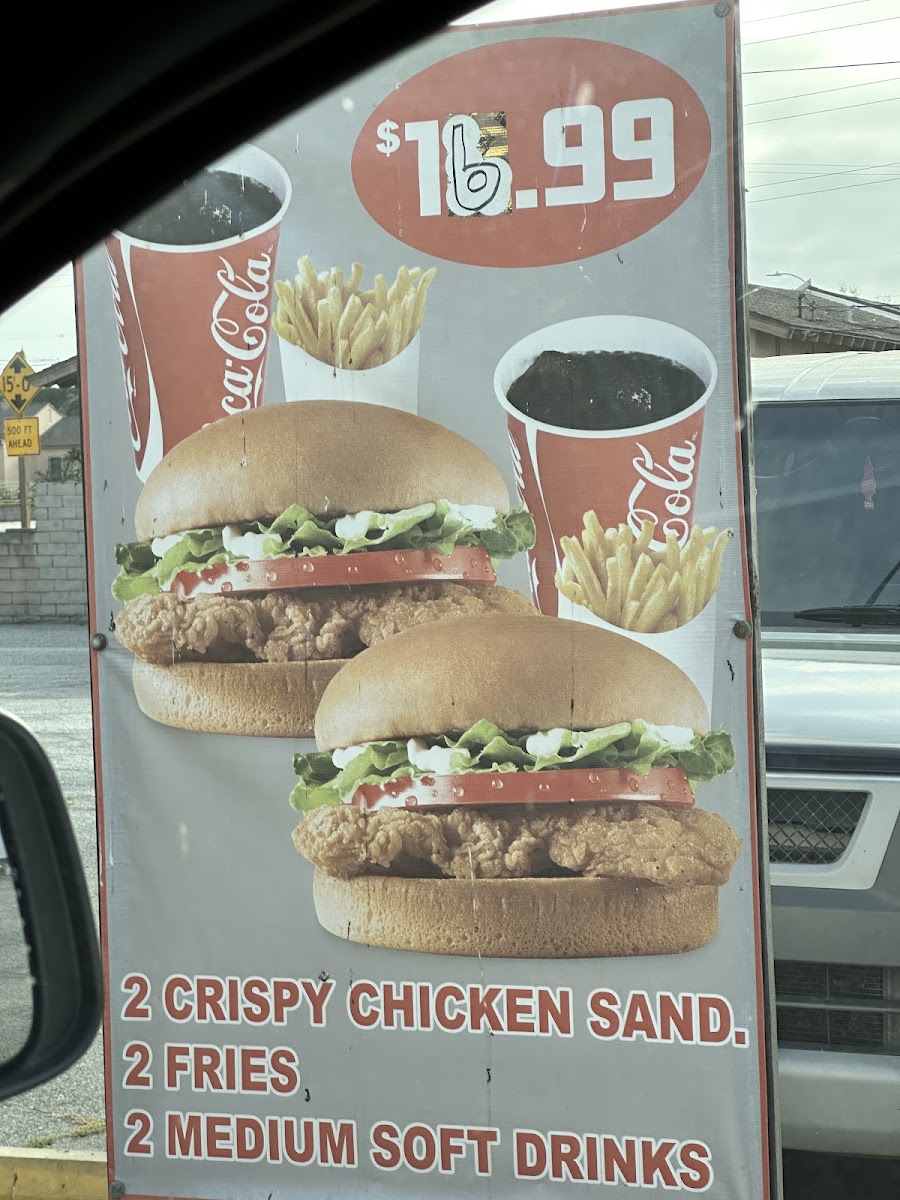 $16.99
Coca-Cola
Coca-Cola
15'-0
500 FT
AHEAD
2 CRISPY CHICKEN SAND.
2 FRIES
2 MEDIUM SOFT DRINKS